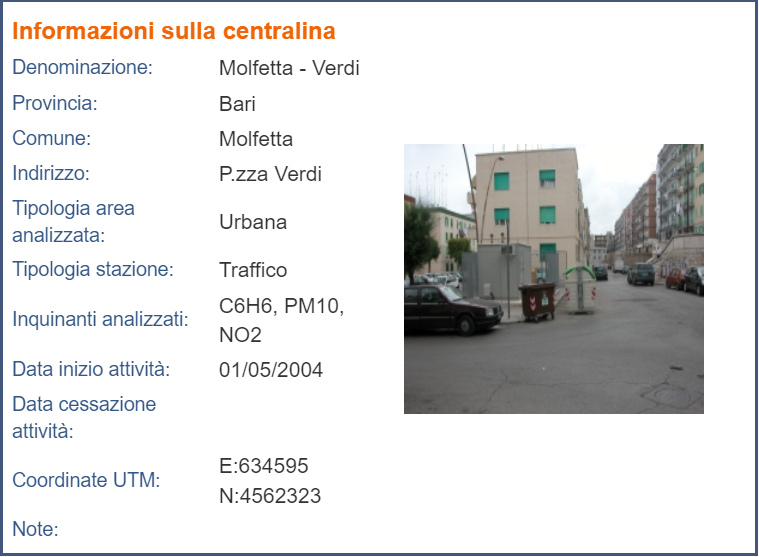 Informazioni sulla centralina
Denominazione: Molfetta - Verdi
Provincia: Bari
Comune: Molfetta
Indirizzo: P.zza Verdi
Tipologia area
analizzata: Urbana
Tipologia stazione: Traffico
Inquinanti analizzati: C6H6, PM10,
NO2
Data inizio attività: 01/05/2004
Data cessazione
attività:
Coordinate UTM: E:634595
N:4562323
Note: